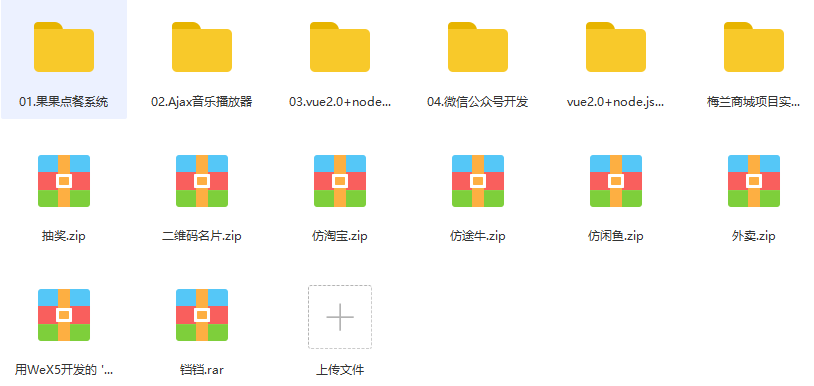 01.果果点餐系统
02.Ajax音乐播放器
03.vue2.0+node...
04.微信公众号开发
vue2.0+node.js...
梅兰商城项目实...
抽奖.zip
二维码名片.zip
仿淘宝.zip
仿途牛.zip
仿闲鱼.zip
外卖.zip
用WeX5开发的 '...
铛铛.rar
上传文件